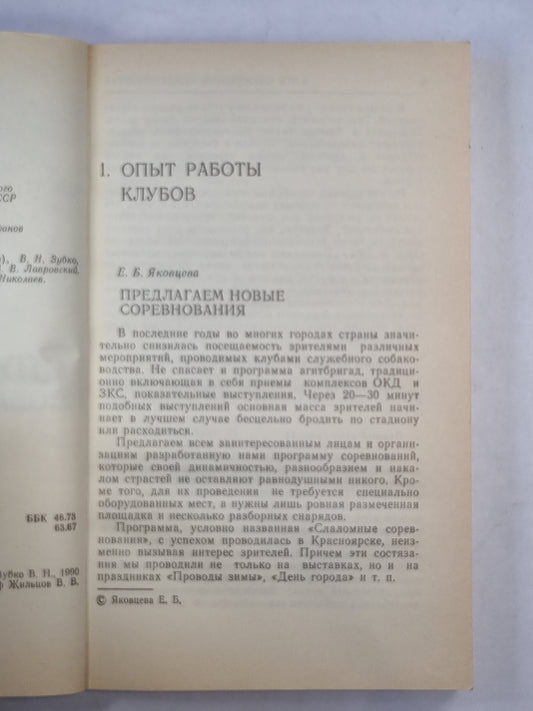 ного
ССР
банов
о), В. Н. Зубко,
В. В. Лавровский,
Николаев.
ББК 46.73
65.67
Зубко В. Н., 1990
ф Жильцов В. В.
1. ОПЫТ РАБОТЫ
КЛУБОВ
Е. Б. Яковцева
ПРЕДЛАГАЕМ НОВЫЕ
СОРЕВНОВАНИЯ
В последние годы во многих городах страны значи-
тельно снизилась посещаемость зрителями различных
мероприятий, проводимых клубами служебного собако-
водства. Не спасает и программа агитбригад, традици-
онно включающая в себя приемы комплексов ОКД и
ЗКС, показательные выступления. Через 20—30 минут
подобных выступлений основная масса зрителей начи-
нает в лучшем случае бесцельно бродить по стадиону
или расходиться.
Предлагаем всем заинтересованным лицам и органи-
зациям разработанную нами программу соревнований,
которые своей динамичностью, разнообразием и нака-
лом страстей не оставляют равнодушными никого. Кро-
ме того, для их проведения не требуется специально
оборудованных мест, а нужны лишь ровная размеченная
площадка и несколько разборных снарядов.
Программа, условно названная «Слаломные сорев-
нования», с успехом проводилась в Красноярске, неиз-
менно вызывая интерес зрителей. Причем эти состяза-
ния мы проводили не только на выставках, но и на
праздниках «Проводы зимы», «День города» и т. п.
© Яковцева Е. Б.